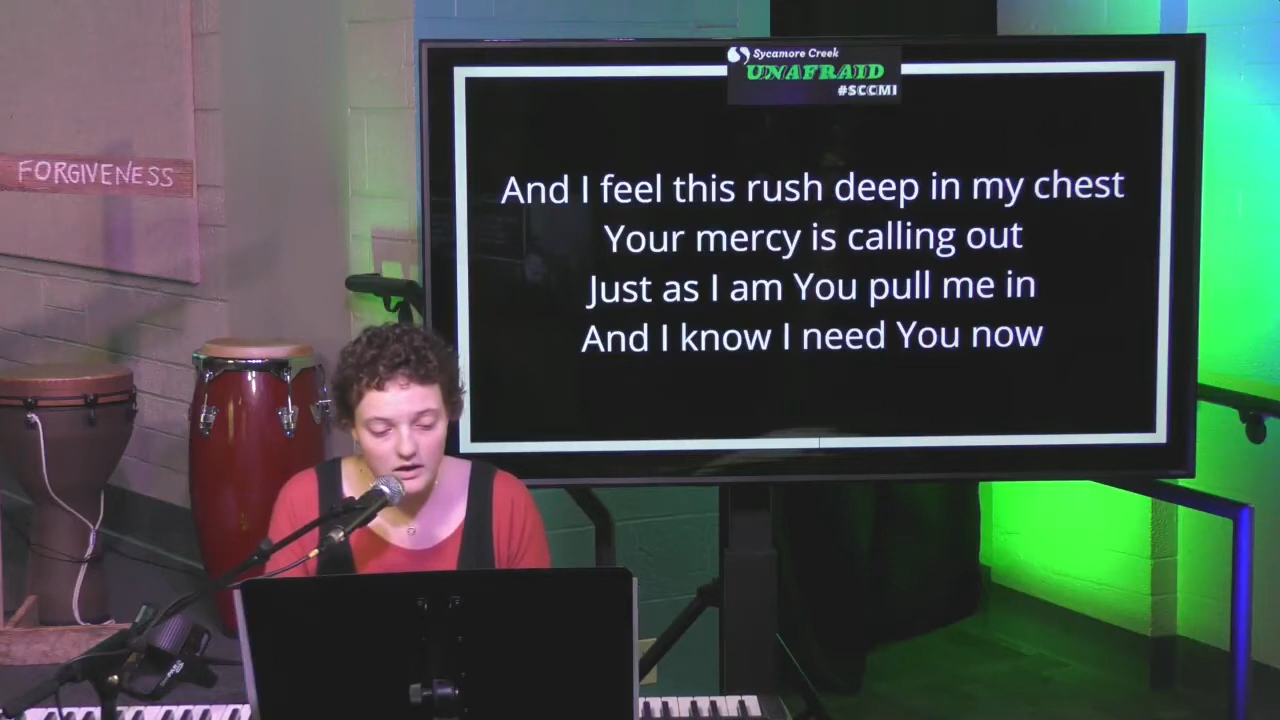 Sycamore Creek
UNAFRAID
#SCCMI
FORGIVENESS
And I feel this rush deep in my chest
Your mercy is calling out
Just as I am You pull me in
And I know I need You now